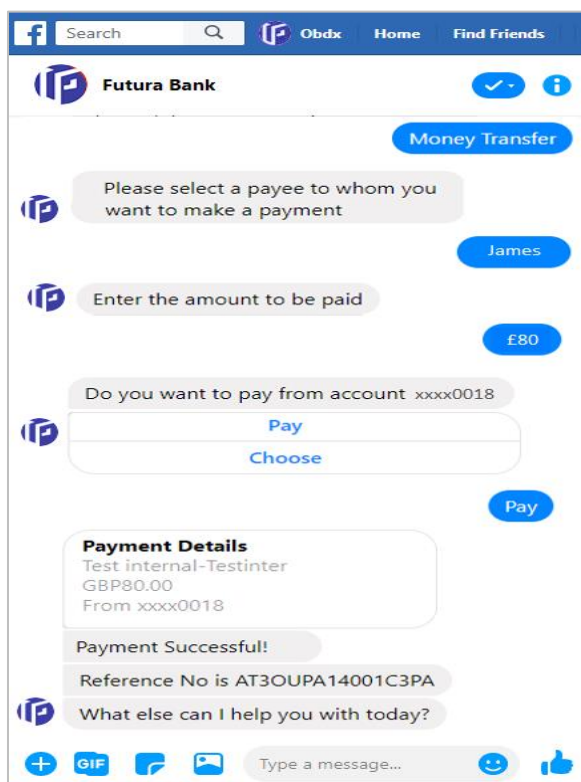 Search
Obdx
Home
Find Friends
Futura Bank
Money Transfer
Please select a payee to whom you
want to make a payment
James
Enter the amount to be paid
£80
Do you want to pay from account xxxx0018
Pay
Choose
Pay
Payment Details
Test internal-Testinter
GBP80.00
From xxxx0018
Payment Successful!
Reference No is AT3OUPA14001C3PA
What else can I help you with today?
GIF
Type a message...